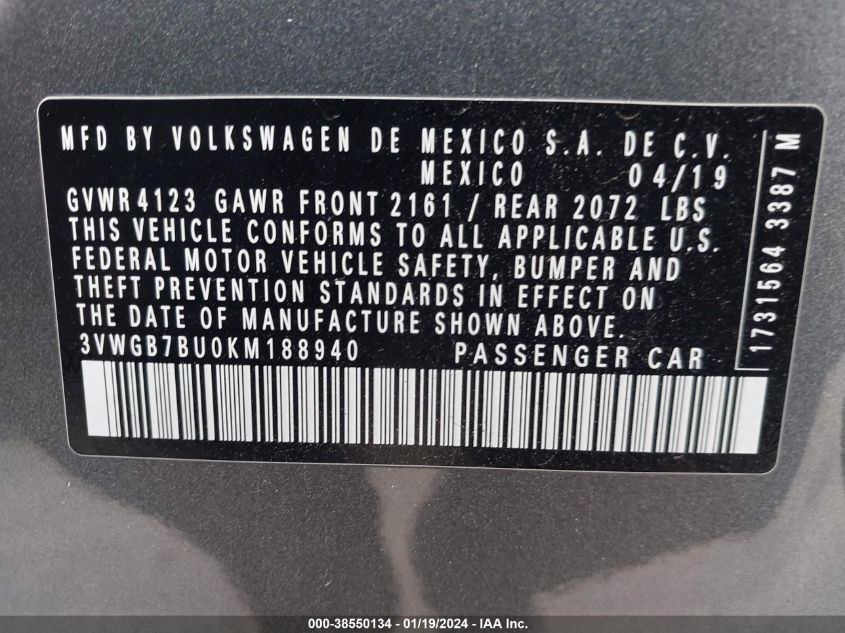 MFD BY VOLKSWAGEN DE MEXICO S.A. DE C.V.
MEXICO 04/19
GVWR 4123 GAWR FRONT 2161 / REAR 2072 LBS
THIS VEHICLE CONFORMS TO ALL APPLICABLE U.S.
FEDERAL MOTOR VEHICLE SAFETY, BUMPER AND
THEFT PREVENTION STANDARDS IN EFFECT ON
THE DATE OF MANUFACTURE SHOWN ABOVE.
3VWGB7BU0KM188940 PASSENGER CAR
1731564 3387 M
000-38550134 - 01/19/2024 - IAA Inc.